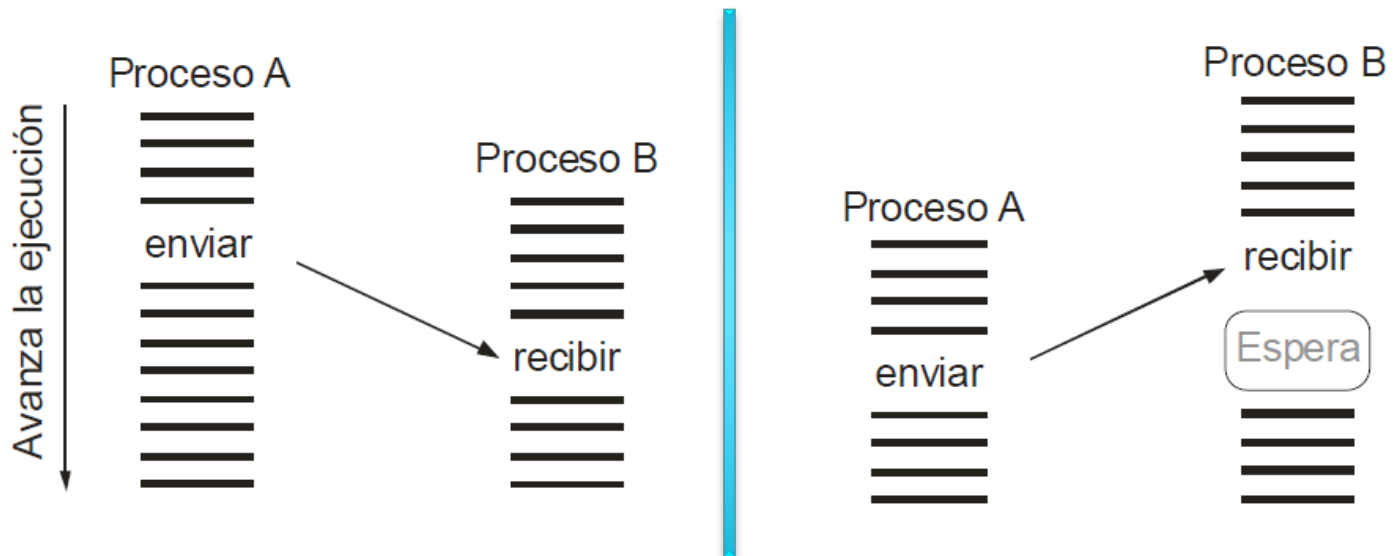 Avanza la ejecución
Proceso A
enviar
Proceso B
recibir
Proceso A
enviar
Proceso B
recibir
Espera